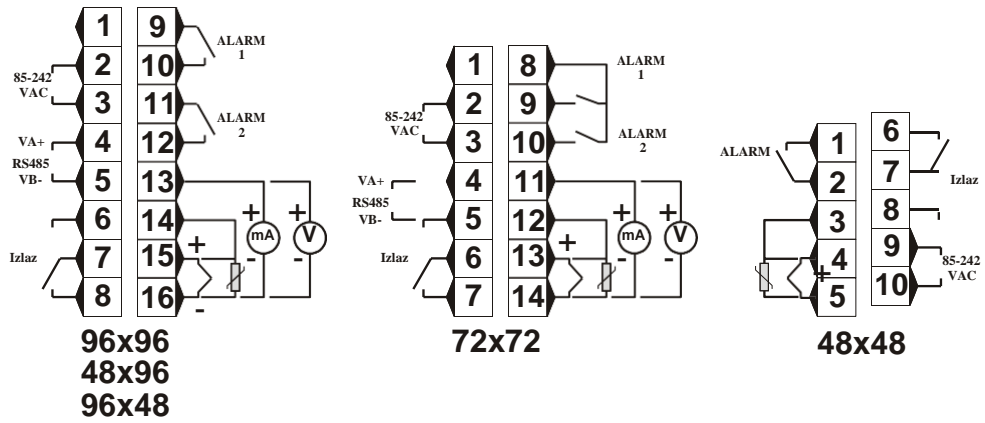 1 9
2 10
3 11
4 12
5 13
6 14
7 15
8 16
85-242
VAC
VA+
RS485
VB-
Izlaz
ALARM
1
ALARM
2
+ +
mA V
+ - -
-
96x96
48x96
96x48
1 8
2 9
3 10
4 11
5 12
6 13
7 14
85-242
VAC
VA+
RS485
VB-
Izlaz
ALARM
1
ALARM
2
+ +
mA V
+ - -
72x72
1 6
2 7
3 8
4 9
5 10
ALARM
Izlaz
85-242
VAC
+
48x48